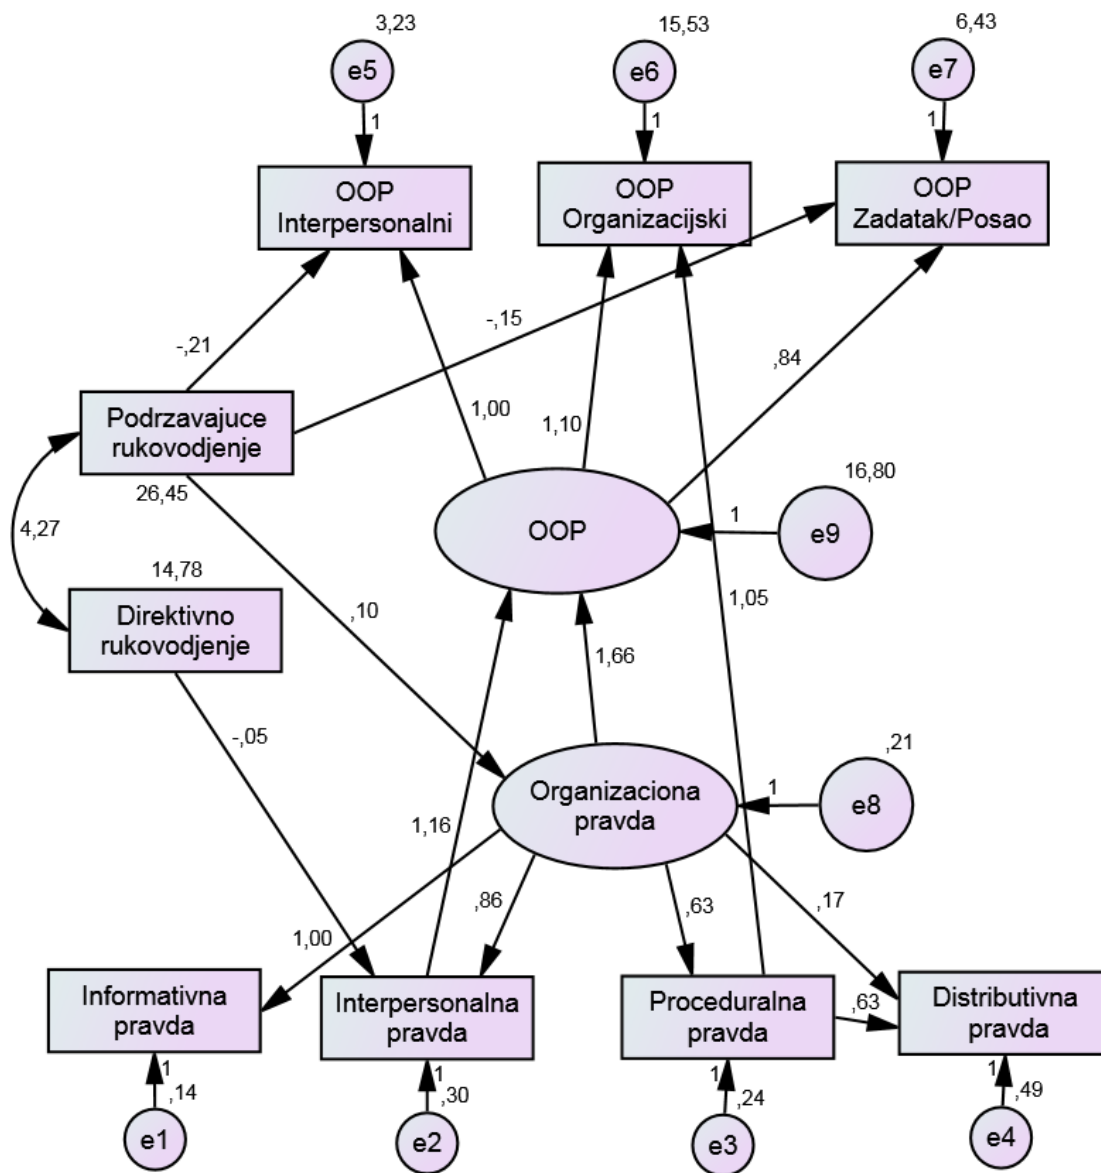 3,23
15,53
6,43
e5
e6
e7
1
1
1
OOP
Interpersonalni
OOP
Organizacijski
OOP
Zadatak/Posao
-,21
-,15
,84
1,00
1,10
Podrzavajuce
rukovodjenje
26,45
4,27
16,80
OOP
1
e9
14,78
Direktivno
rukovodjenje
,10
1,05
1,66
-,05
,21
Organizaciona
pravda
1
e8
1,16
,86
,63
,17
1,00
Informativna
pravda
Interpersonalna
pravda
Proceduralna
pravda
,63
Distributivna
pravda
1
,14
1
,30
1
,24
1
,49
e1
e2
e3
e4